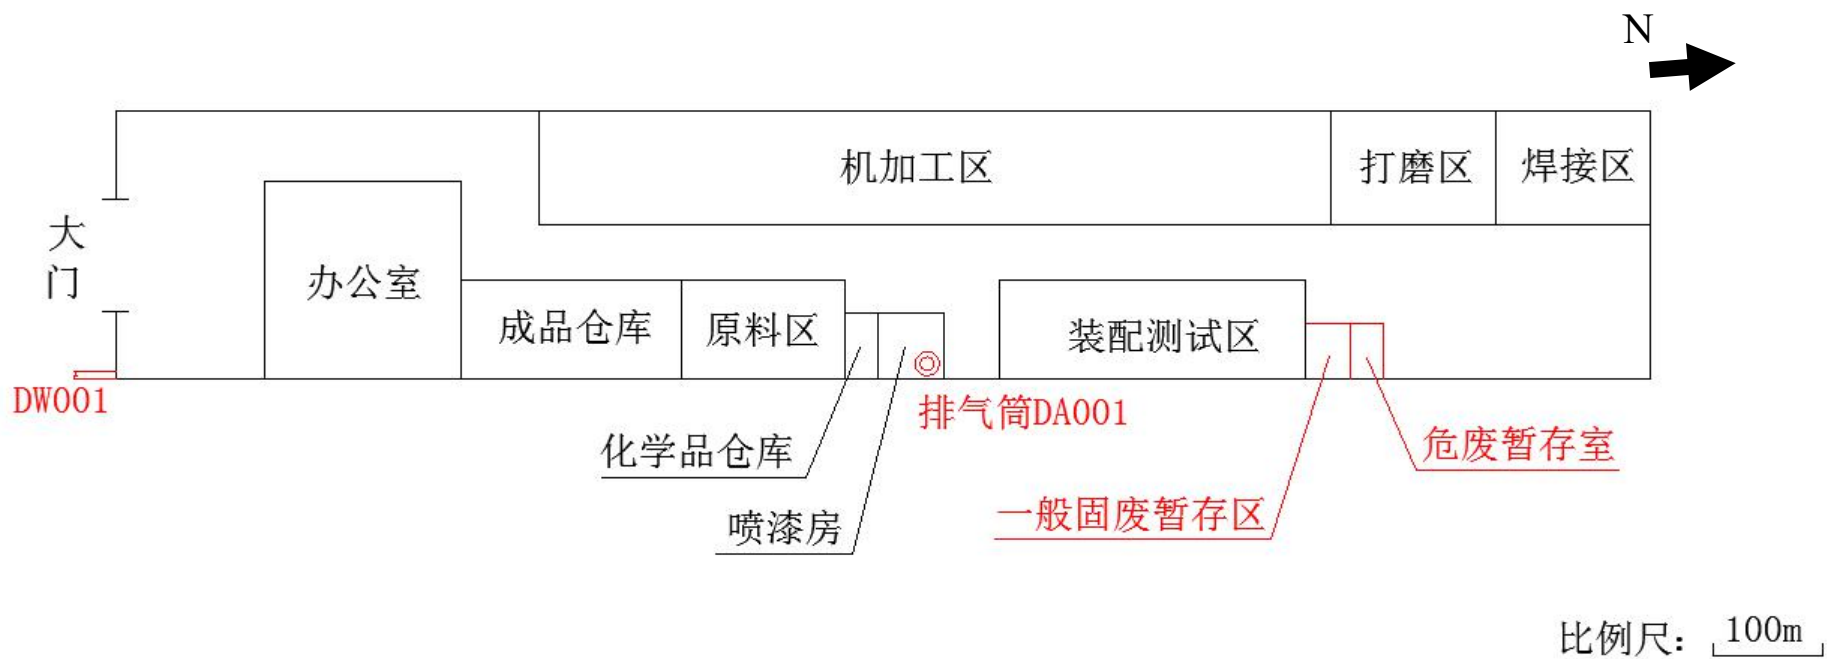 N
机加工区
打磨区
焊接区
大门
办公室
成品仓库
原料区
装配测试区
DW001
排气筒DA001
化学品仓库
危废暂存室
一般固废暂存区
喷漆房
比例尺：
100m